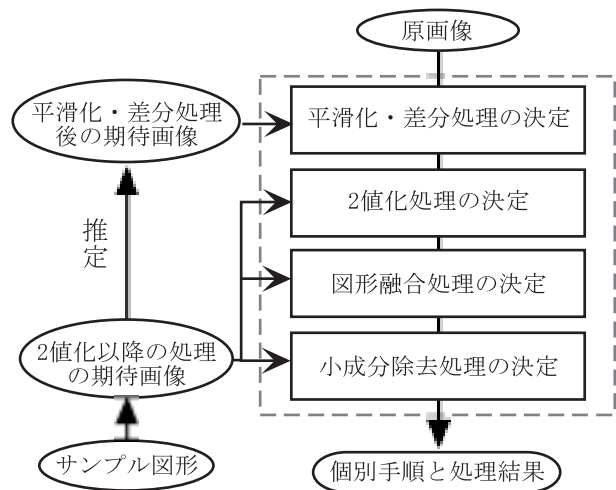 原画像
平滑化・差分処理
後の期待画像
平滑化・差分処理の決定
2値化処理の決定
推定
図形融合処理の決定
2値化以降の処理
の期待画像
小成分除去処理の決定
サンプル図形
個別手順と処理結果